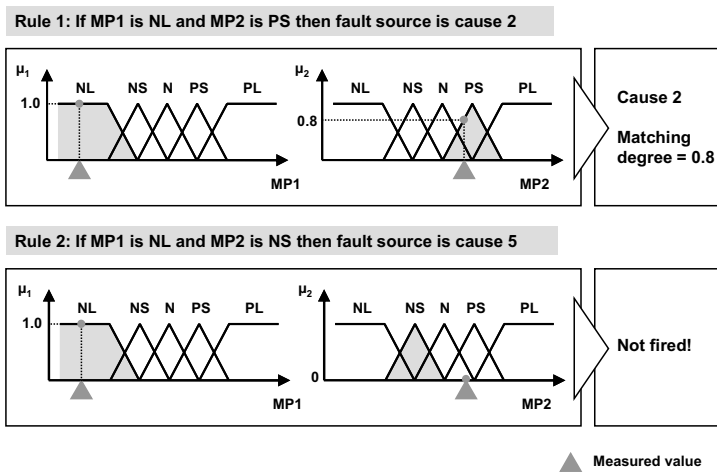 Rule 1: If MP1 is NL and MP2 is PS then fault source is cause 2
μ1
NL NS N PS PL
1.0
MP1
μ2
NL NS N PS PL
0.8
MP2
Cause 2
Matching
degree = 0.8
Rule 2: If MP1 is NL and MP2 is NS then fault source is cause 5
μ1
NL NS N PS PL
1.0
MP1
μ2
NL NS N PS PL
0
MP2
Not fired!
Measured value